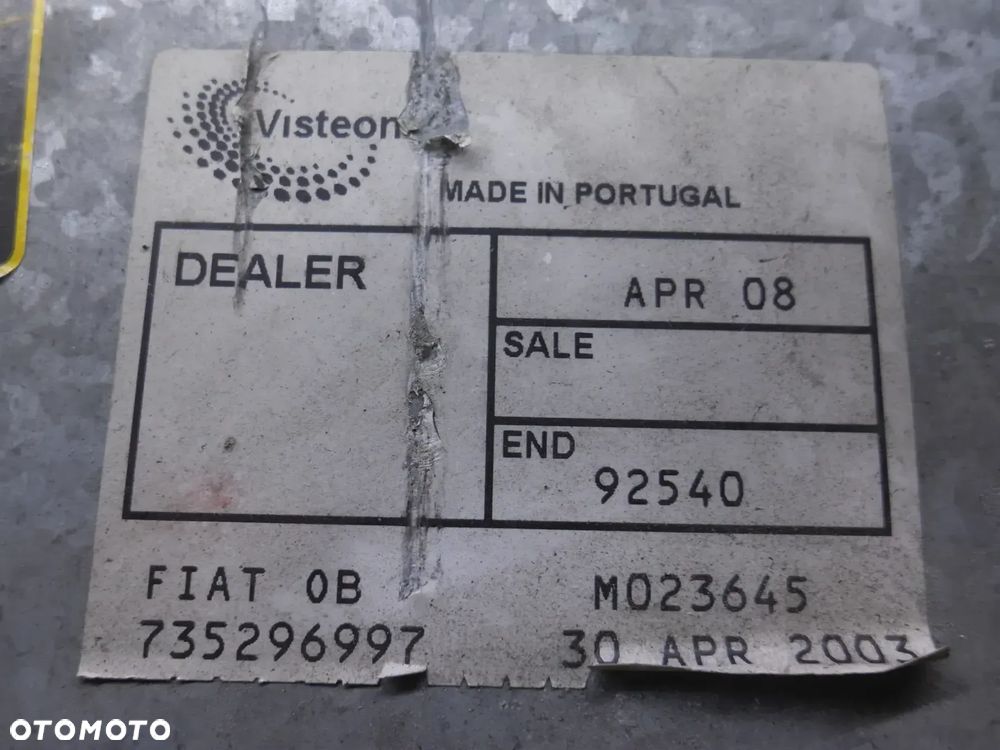 Visteon
MADE IN PORTUGAL
DEALER
APR 08
SALE
END
92540
FIAT 0B
M023645
735296997
30 APR 2003
OTOMOTO